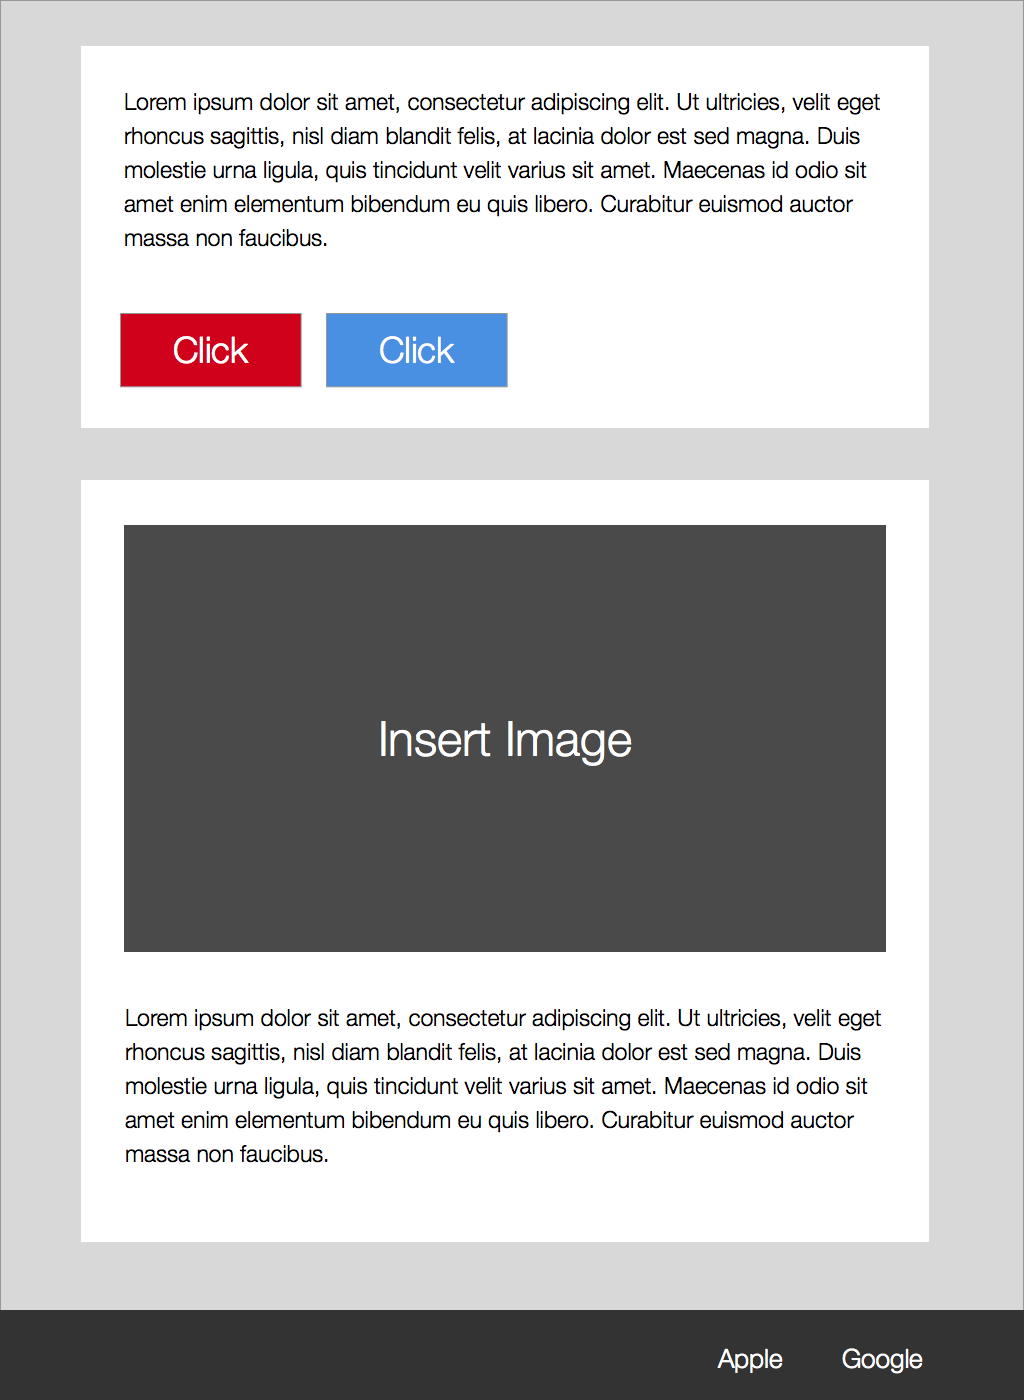 Lorem ipsum dolor sit amet, consectetur adipiscing elit. Ut ultricies, velit eget
rhoncus sagittis, nisl diam blandit felis, at lacinia dolor est sed magna. Duis
molestie urna ligula, quis tincidunt velit varius sit amet. Maecenas id odio sit
amet enim elementum bibendum eu quis libero. Curabitur euismod auctor
massa non faucibus.
Click
Click
Insert Image
Lorem ipsum dolor sit amet, consectetur adipiscing elit. Ut ultricies, velit eget
rhoncus sagittis, nisl diam blandit felis, at lacinia dolor est sed magna. Duis
molestie urna ligula, quis tincidunt velit varius sit amet. Maecenas id odio sit
amet enim elementum bibendum eu quis libero. Curabitur euismod auctor
massa non faucibus.
Apple
Google